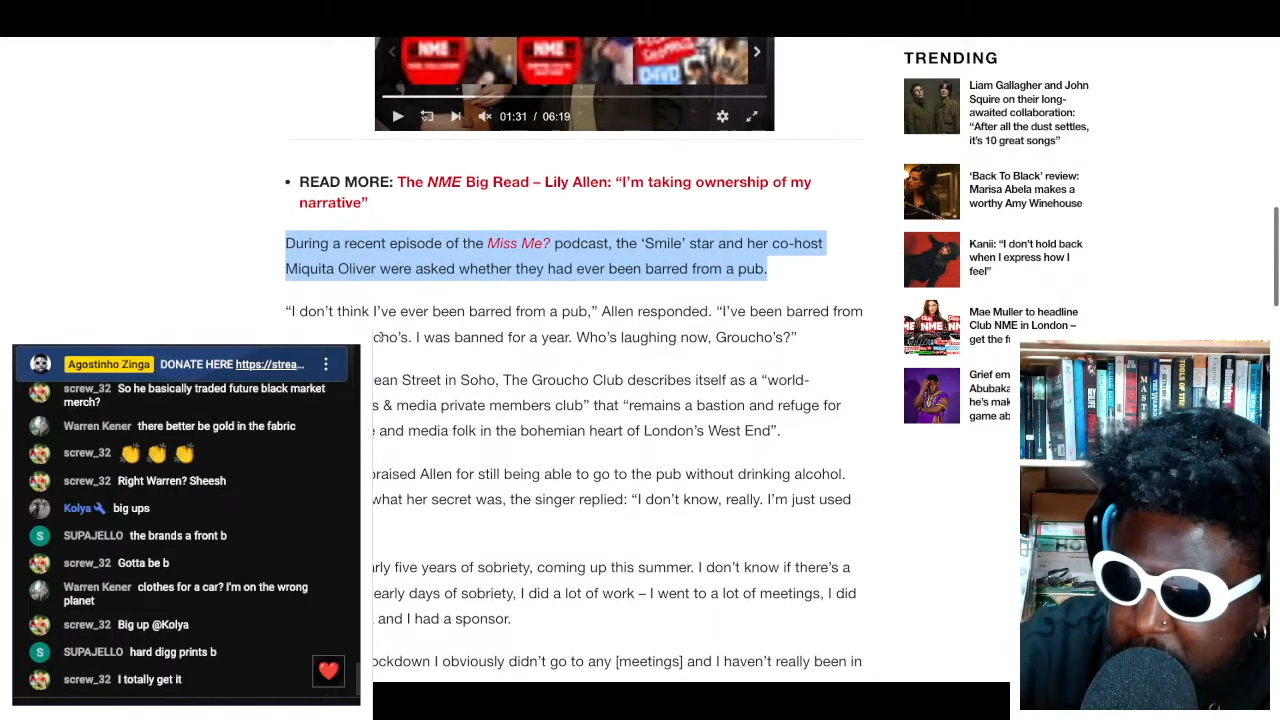 NME
NME
D4VD
01:31 / 06:19
• READ MORE: The NME Big Read – Lily Allen: “I’m taking ownership of my
narrative”
During a recent episode of the Miss Me? podcast, the ‘Smile’ star and her co-host
Miquita Oliver were asked whether they had ever been barred from a pub.
“I don’t think I’ve ever been barred from a pub,” Allen responded. “I’ve been barred from
I was banned for a year. Who’s laughing now, Groucho’s?”
ean Street in Soho, The Groucho Club describes itself as a “world-
s & media private members club” that “remains a bastion and refuge for
e and media folk in the bohemian heart of London’s West End”.
praised Allen for still being able to go to the pub without drinking alcohol.
what her secret was, the singer replied: “I don’t know, really. I’m just used
ny five years of sobriety, coming up this summer. I don’t know if there’s a
early days of sobriety, I did a lot of work – I went to a lot of meetings, I did
and I had a sponsor.
ockdown I obviously didn’t go to any [meetings] and I haven’t really been in
TRENDING
Liam Gallagher and John
Squire on their long-
awaited collaboration:
“After all the dust settles,
it’s 10 great songs”
‘Back To Black’ review:
Marisa Abela makes a
worthy Amy Winehouse
Kanii: “I don’t hold back
when I express how I
feel”
Mae Muller to headline
Club NME in London –
get the f
Grief em
Abubaka
he’s mak
game ab
Agostinho Zinga DONATE HERE https://strea...
screw_32 So he basically traded future black market
merch?
Warren Kener there better be gold in the fabric
screw_32 👏👏👏
screw_32 Right Warren? Sheesh
Kolya big ups
S SUPAJELLO the brands a front b
screw_32 Gotta be b
Warren Kener clothes for a car? I'm on the wrong
planet
screw_32 Big up @Kolya
S SUPAJELLO hard digg prints b
screw_32 I totally get it